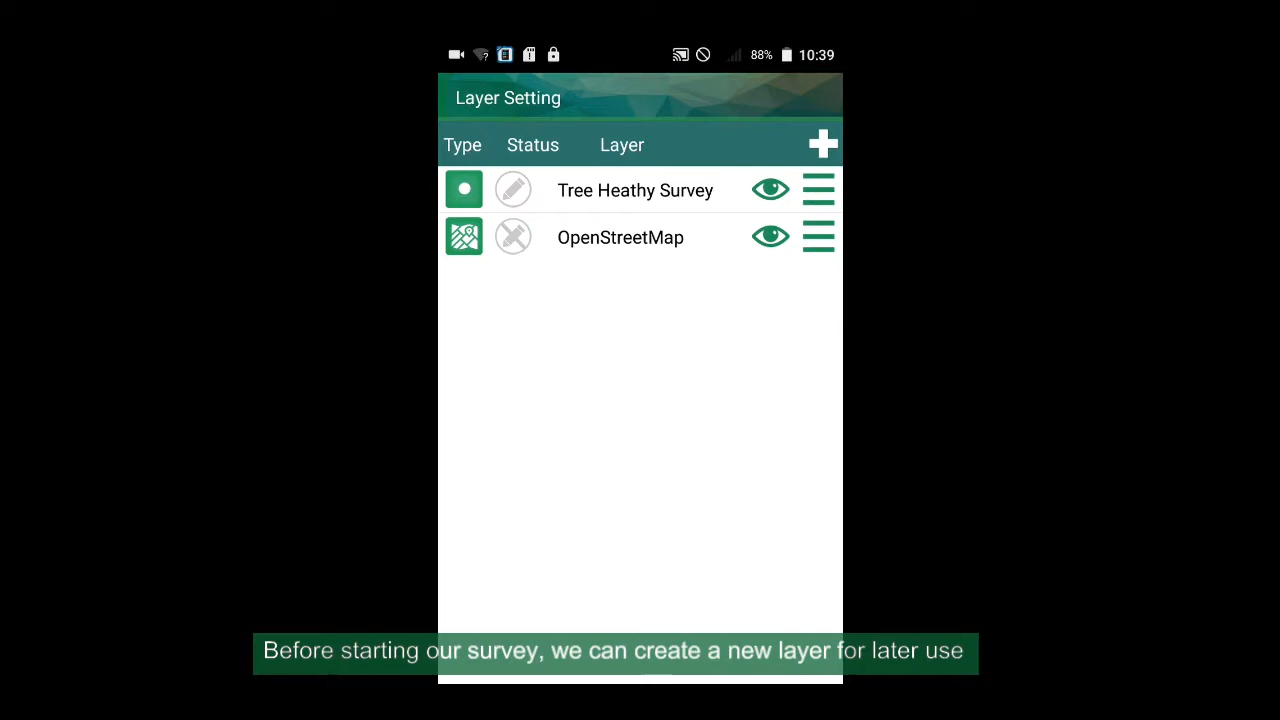 88% 10:39
Layer Setting
Type Status Layer
Tree Heathy Survey
OpenStreetMap
Before starting our survey, we can create a new layer for later use